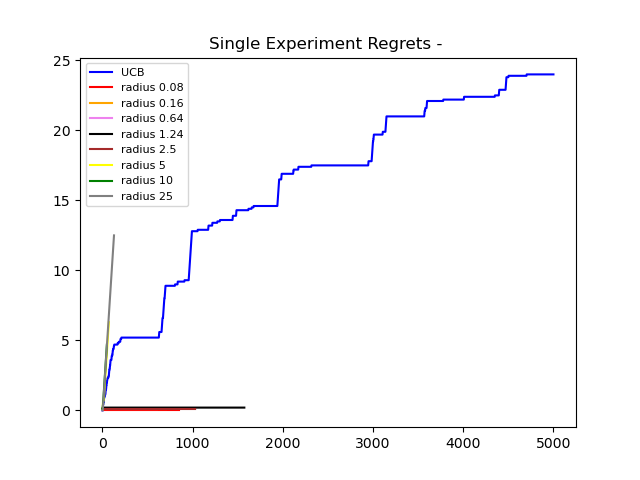 Single Experiment Regrets -
25
20
15
10
5
0
UCB
radius 0.08
radius 0.16
radius 0.64
radius 1.24
radius 2.5
radius 5
radius 10
radius 25
0 1000 2000 3000 4000 5000